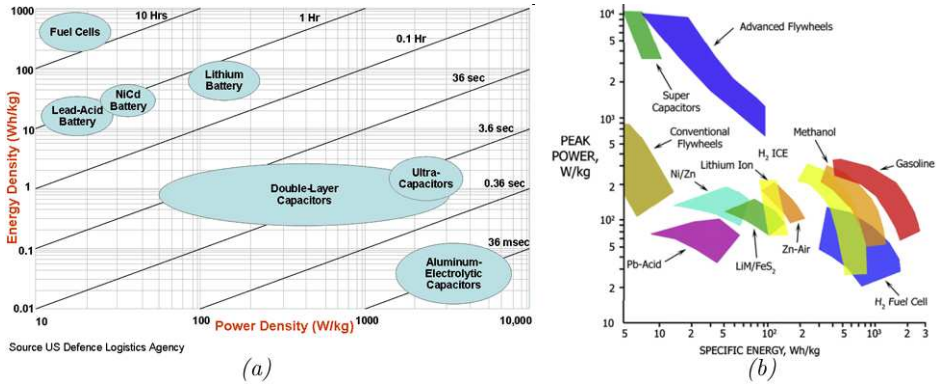 1000
100
10
1
0.1
0.01
Energy Density (Wh/kg)
10
100
1000
10,000
Power Density (W/kg)
10 Hrs
1 Hr
0.1 Hr
36 sec
3.6 sec
0.36 sec
36 msec
Fuel Cells
Lead-Acid
Battery
NiCd
Battery
Lithium
Battery
Double-Layer
Capacitors
Ultra-
Capacitors
Aluminum-
Electrolytic
Capacitors
Source US Defence Logistics Agency
(a)
10⁴
5
2
10³
PEAK
POWER,
W/kg
5
2
10²
5
2
10
5
10
2
5
10²
2
5
10³
2
3
SPECIFIC ENERGY, Wh/kg
Advanced Flywheels
Super
Capacitors
Conventional
Flywheels
H₂ ICE
Methanol
Gasoline
Lithium Ion
Ni/Zn
Zn-Air
Pb-Acid
LiM/FeS₂
H₂ Fuel Cell
(b)